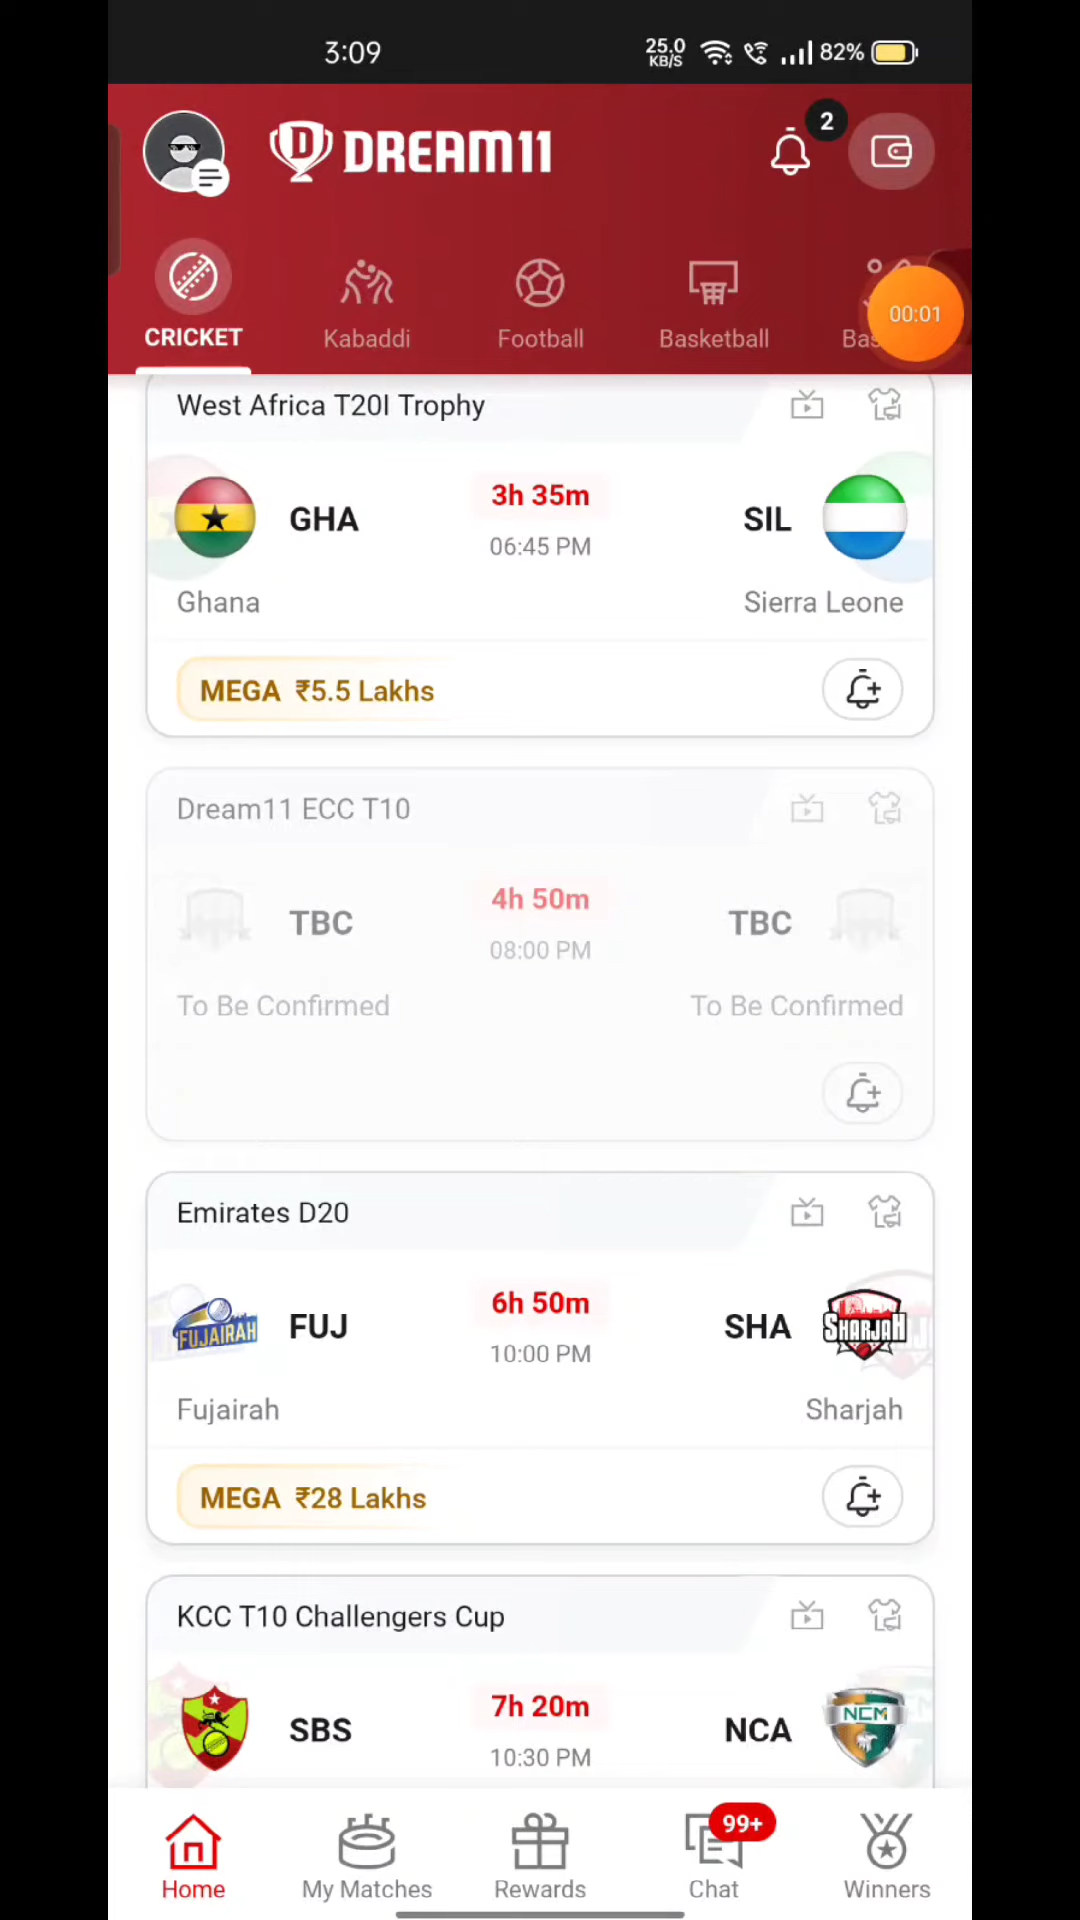 3:09
25.0
KB/S
82%
DREAM11
2
CRICKET
Kabaddi
Football
Basketball
Bas
00:01
West Africa T20I Trophy
GHA
3h 35m
06:45 PM
SIL
Ghana
Sierra Leone
MEGA ₹5.5 Lakhs
Dream11 ECC T10
TBC
4h 50m
08:00 PM
TBC
To Be Confirmed
To Be Confirmed
Emirates D20
FUJAIRAH
FUJ
6h 50m
10:00 PM
SHA
SHARJAH
Fujairah
Sharjah
MEGA ₹28 Lakhs
KCC T10 Challengers Cup
SBS
7h 20m
10:30 PM
NCA
NCM
Home
My Matches
Rewards
99+
Chat
Winners